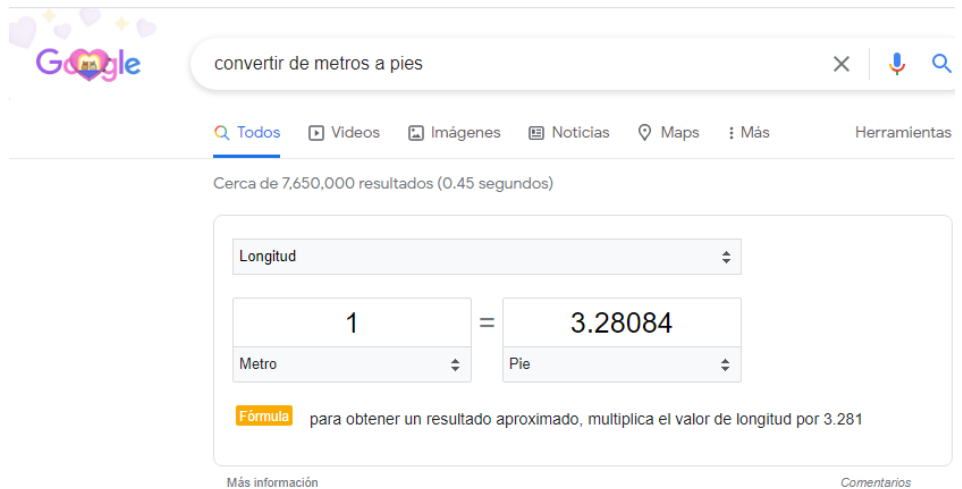 Google
convertir de metros a pies
Todos Videos Imágenes Noticias Maps Más Herramientas
Cerca de 7,650,000 resultados (0.45 segundos)
Longitud
1 = 3.28084
Metro Pie
Fórmula para obtener un resultado aproximado, multiplica el valor de longitud por 3.281
Más información Comentarios